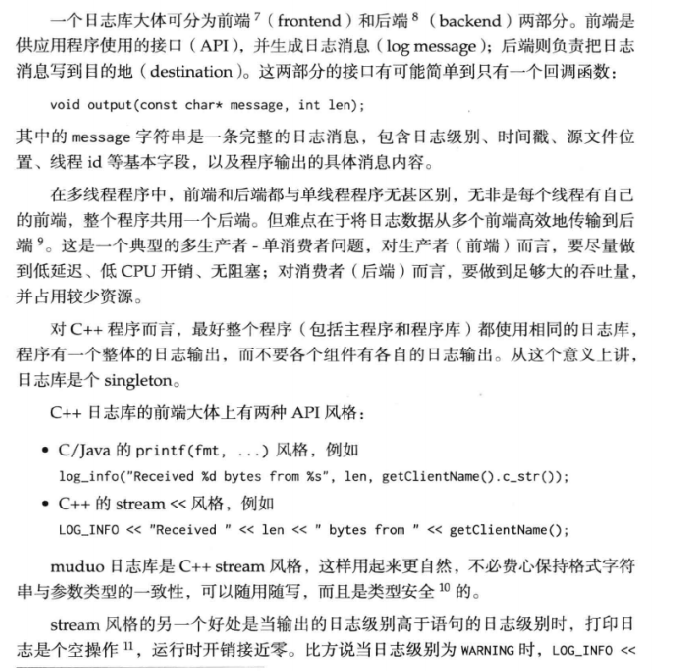 一个日志库大体可分为前端7（frontend）和后端8（backend）两部分。前端是
供应用程序使用的接口（API），并生成日志消息（log message）；后端则负责把日志
消息写到目的地（destination）。这两部分的接口有可能简单到只有一个回调函数：
void output(const char* message, int len);
其中的 message 字符串是一条完整的日志消息，包含日志级别、时间戳、源文件位
置、线程 id 等基本字段，以及程序输出的具体消息内容。
在多线程程序中，前端和后端都与单线程程序无甚区别，无非是每个线程有自己
的前端，整个程序共用一个后端。但难点在于将日志数据从多个前端高效地传输到后
端9。这是一个典型的多生产者 - 单消费者问题，对生产者（前端）而言，要尽量做
到低延迟、低 CPU 开销、无阻塞；对消费者（后端）而言，要做到足够大的吞吐量，
并占用较少资源。
对 C++ 程序而言，最好整个程序（包括主程序和程序库）都使用相同的日志库，
程序有一个整体的日志输出，而不要各个组件有各自的日志输出。从这个意义上讲，
日志库是个 singleton。
C++ 日志库的前端大体上有两种 API 风格：
• C/Java 的 printf(fmt, ...) 风格，例如
log_info("Received %d bytes from %s", len, getClientName().c_str());
• C++ 的 stream << 风格，例如
LOG_INFO << "Received " << len << " bytes from " << getClientName();
muduo 日志库是 C++ stream 风格，这样用起来更自然，不必费心保持格式字符
串与参数类型的一致性，可以随用随写，而且是类型安全10 的。
stream 风格的另一个好处是当输出的日志级别高于语句的日志级别时，打印日
志是个空操作11，运行时开销接近零。比方说当日志级别为 WARNING 时，LOG_INFO <<